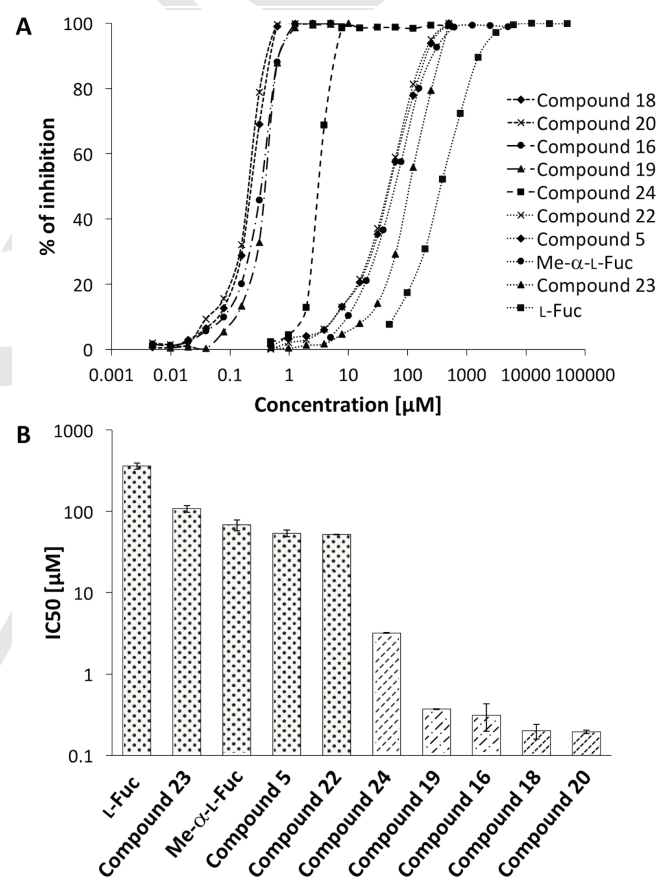 A
100
80
60
40
20
0
% of inhibition
0.001
0.01
0.1
1
10
100
1000
10000
100000
Concentration [µM]
Compound 18
Compound 20
Compound 16
Compound 19
Compound 24
Compound 22
Compound 5
Me-α-L-Fuc
Compound 23
L-Fuc
B
1000
100
10
1
0.1
IC50 [µM]
L-Fuc
Compound 23
Me-α-L-Fuc
Compound 5
Compound 22
Compound 24
Compound 19
Compound 16
Compound 18
Compound 20